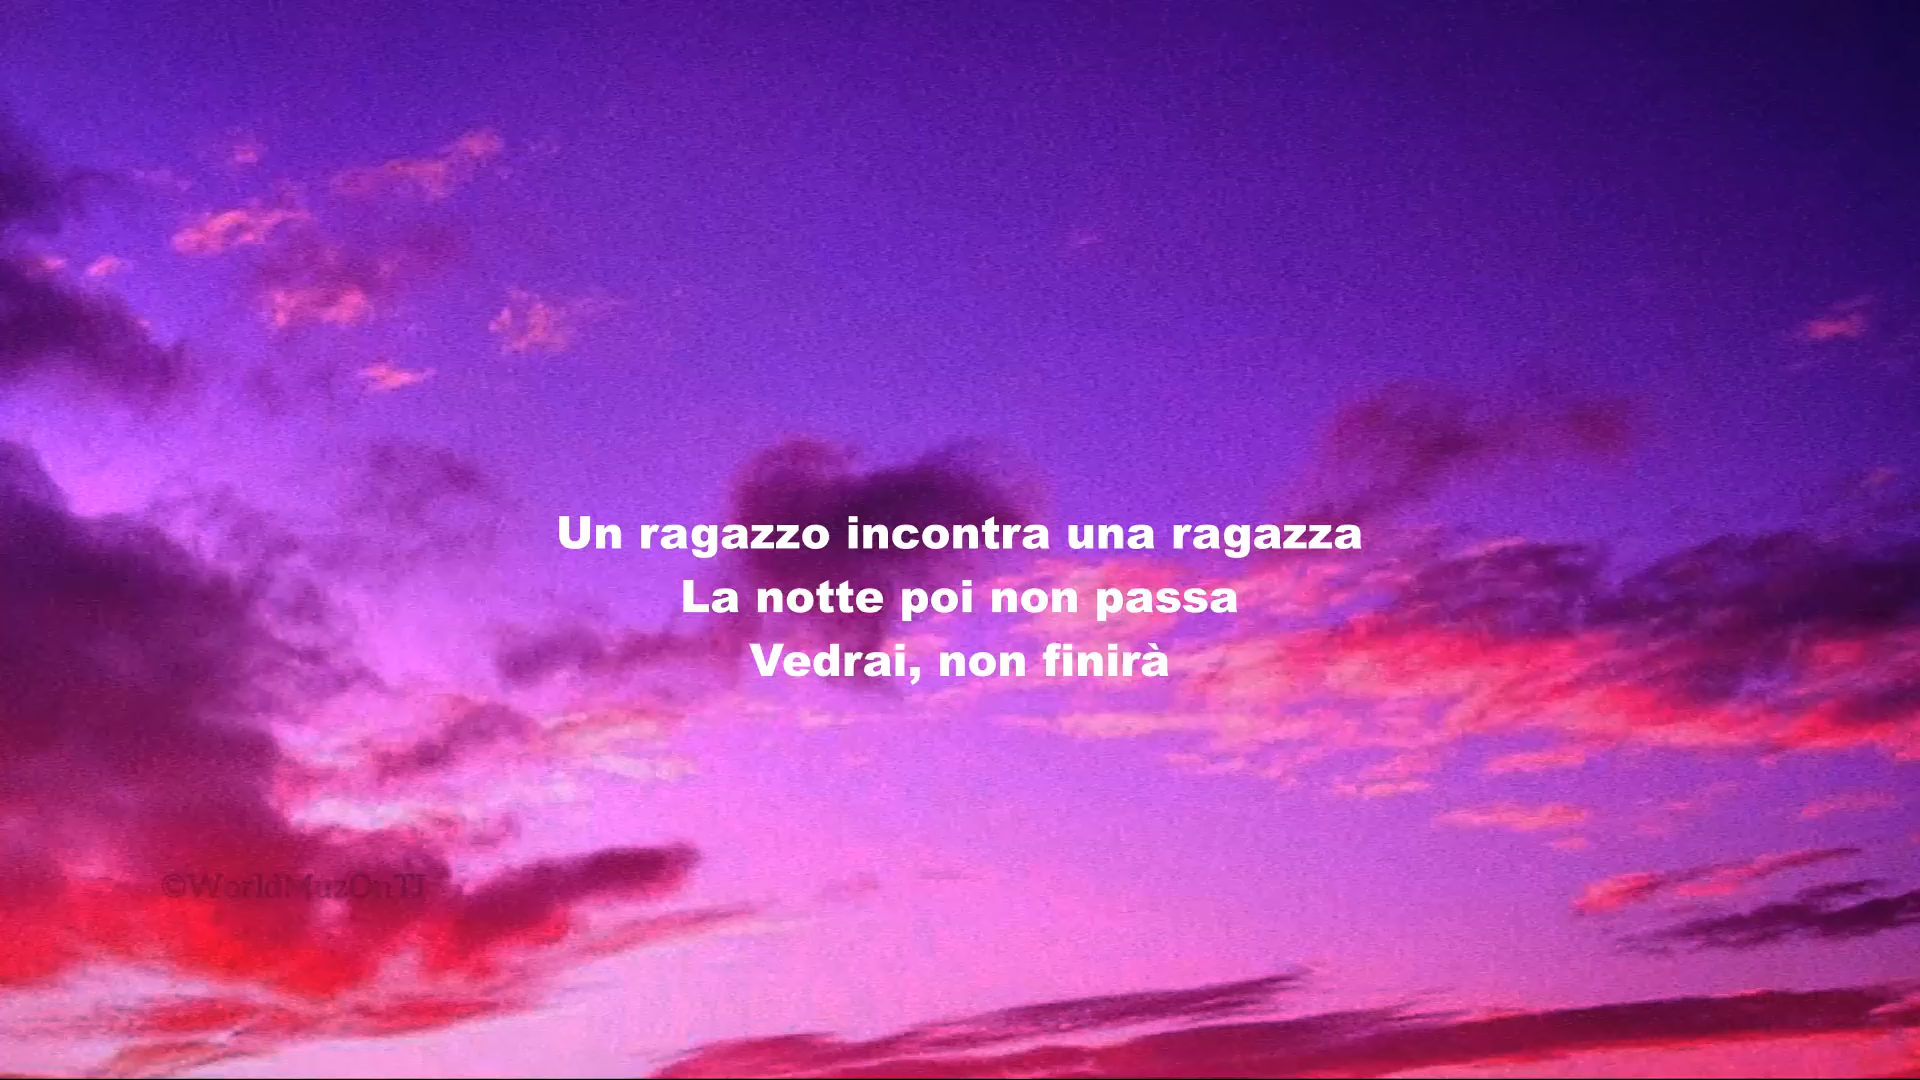 Un ragazzo incontra una ragazza
La notte poi non passa
Vedrai, non finirà
©WorldMuzOnTJ